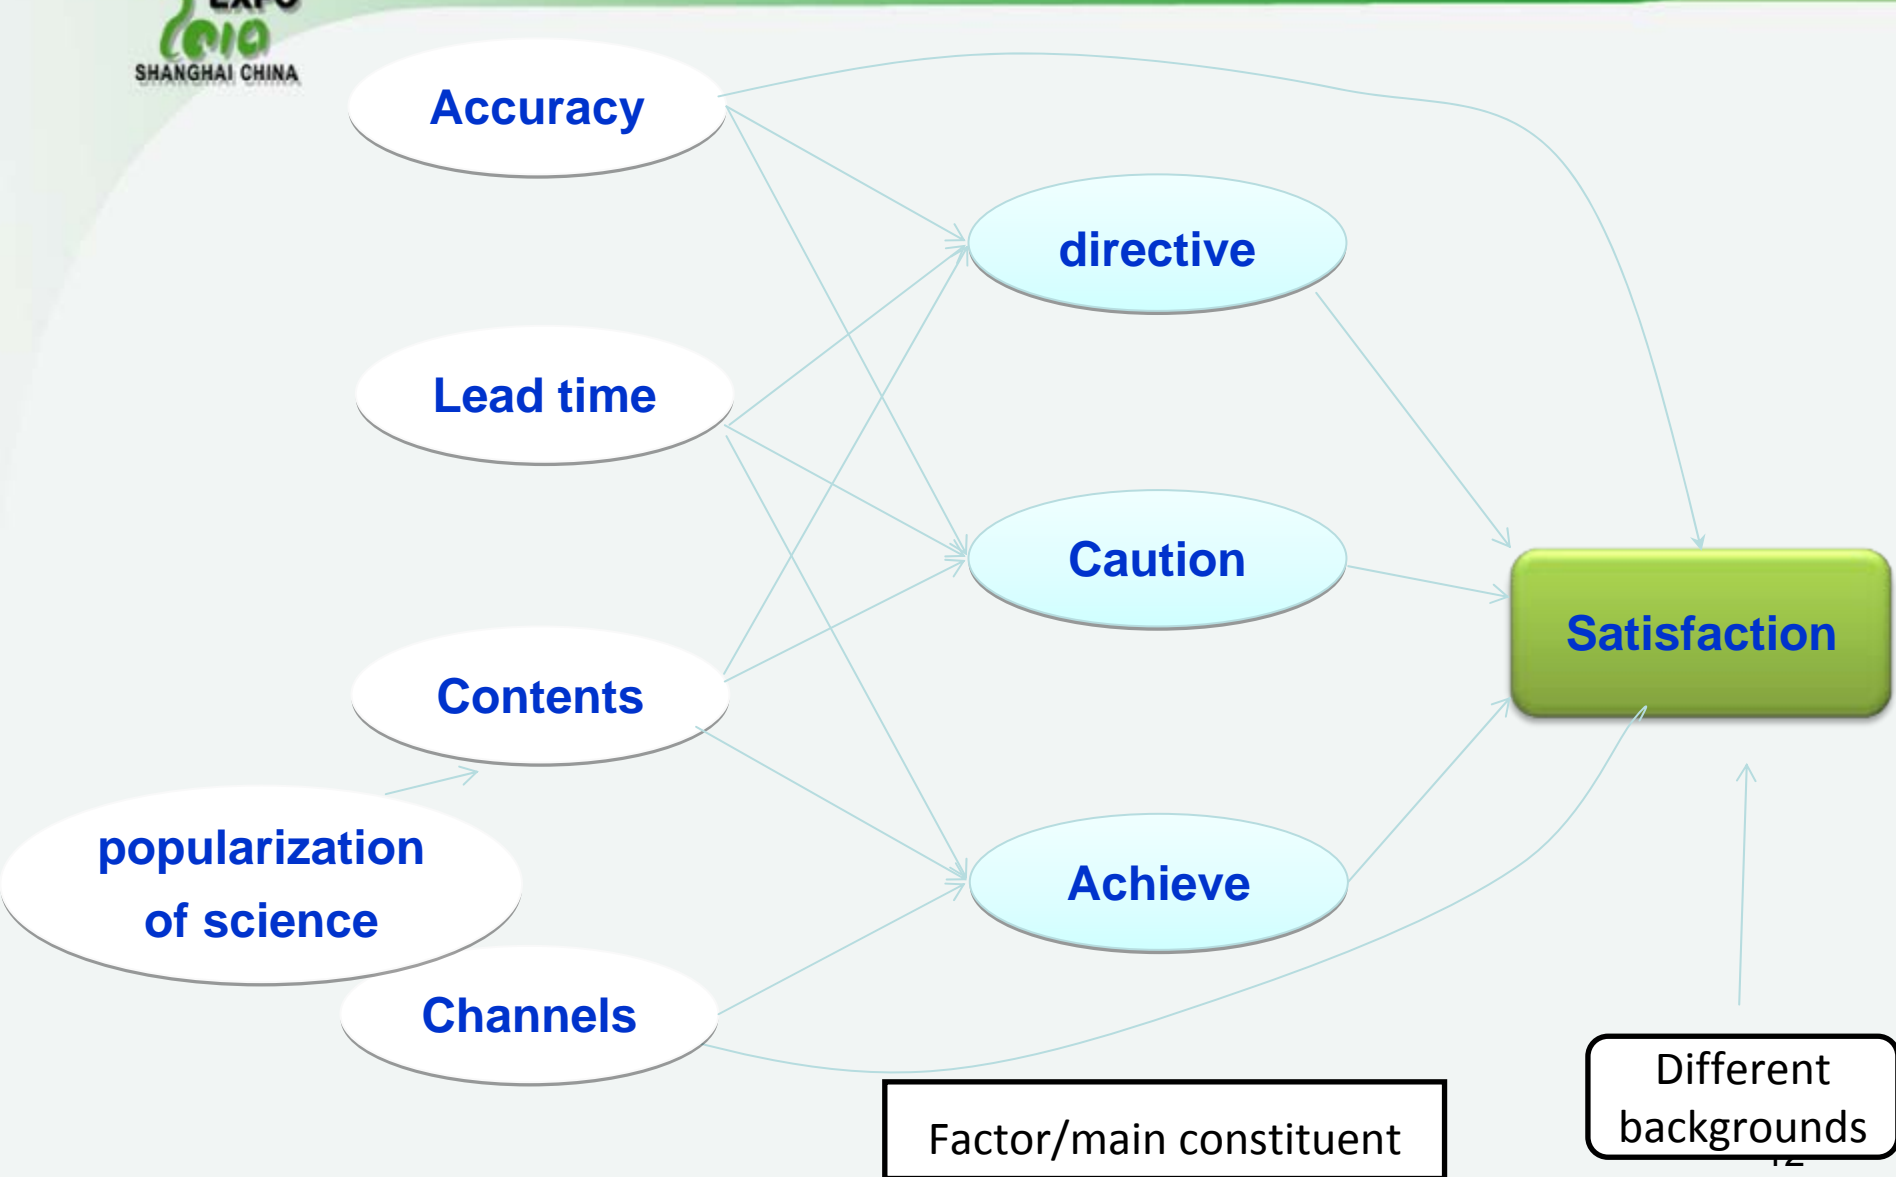 EXPO
SHANGHAI CHINA
Accuracy
directive
Lead time
Caution
Satisfaction
Contents
popularization
of science
Achieve
Channels
Different
backgrounds
Factor/main constituent